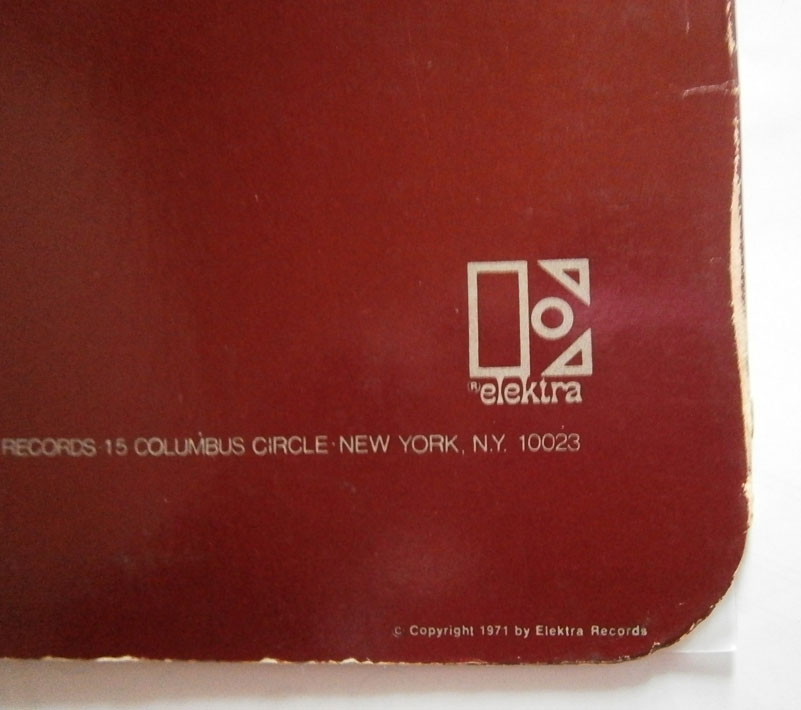 (R) elektra
RECORDS·15 COLUMBUS CIRCLE·NEW YORK, N.Y. 10023
© Copyright 1971 by Elektra Records